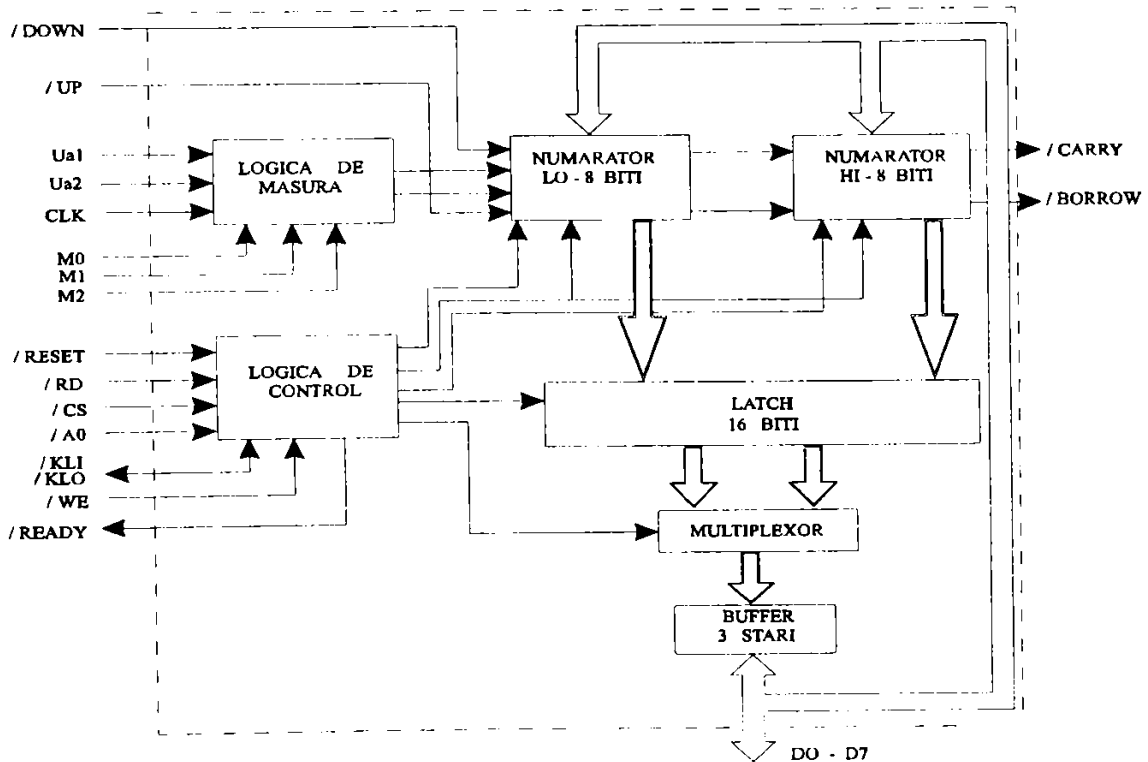 / DOWN
/ UP
Ua1
Ua2
CLK
M0
M1
M2
LOGICA DE
MASURA
NUMARATOR
LO - 8 BITI
NUMARATOR
HI - 8 BITI
/ CARRY
/ BORROW
/ RESET
/ RD
/ CS
/ A0
/ KLI
/ KLO
/ WE
/ READY
LOGICA DE
CONTROL
LATCH
16 BITI
MULTIPLEXOR
BUFFER
3 STARI
DO - D7